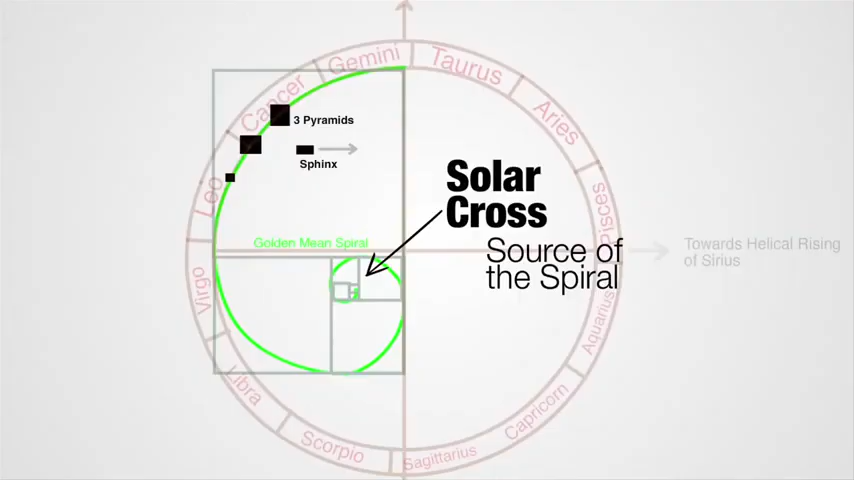 Gemini
Taurus
Cancer
Aries
3 Pyramids
Sphinx
Leo
Solar
Cross
Pisces
Golden Mean Spiral
Source of
the Spiral
Towards Helical Rising
of Sirius
Virgo
Aquarius
Libra
Capricorn
Scorpio
Sagittarius